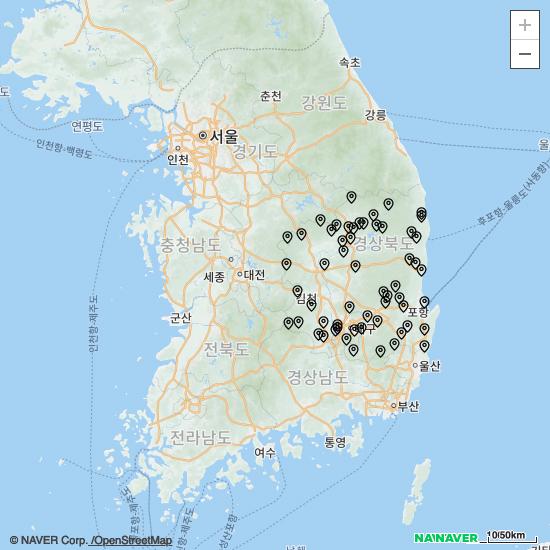 +
−
속초
춘천
강원도
강릉
도
연평도
서울
울
인천
경기도
인천항-백령도
후포항-울릉도(사동항)
충청남도
경상북도
세종
대전
인천항-제주도
김천
포항
군산
대구
전북도
울산
경상남도
부산
전라남도
통영
여수
NAVER
10/50km
© NAVER Corp. /OpenStreetMap